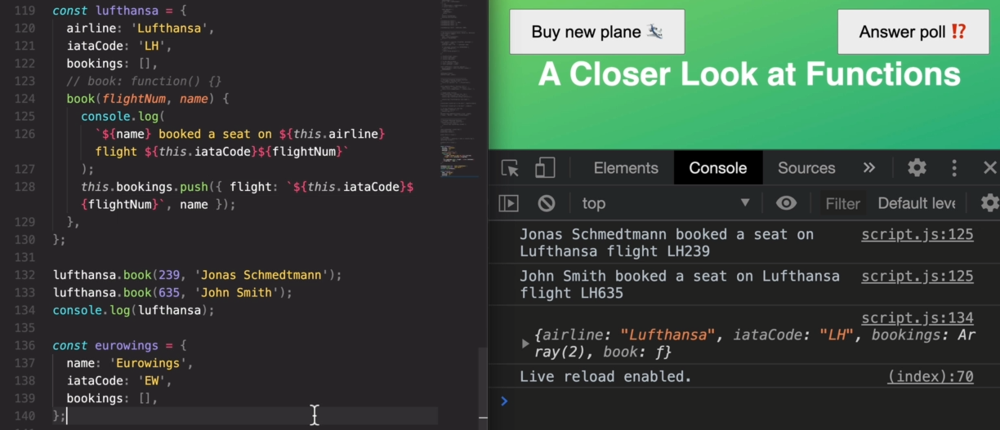 119 const lufthansa = {
120 airline: 'Lufthansa',
121 iataCode: 'LH',
122 bookings: [],
123 // book: function() {}
124 book(flightNum, name) {
125 console.log(
126 `${name} booked a seat on ${this.airline}
flight ${this.iataCode}${flightNum}`
127 );
128 this.bookings.push({ flight: `${this.iataCode}$
{flightNum}`, name });
129 },
130 };
131
132 lufthansa.book(239, 'Jonas Schmedtmann');
133 lufthansa.book(635, 'John Smith');
134 console.log(lufthansa);
135
136 const eurowings = {
137 name: 'Eurowings',
138 iataCode: 'EW',
139 bookings: [],
140 };
Buy new plane
Answer poll ⁉
A Closer Look at Functions
Elements Console Sources »
top Filter Default leve
Jonas Schmedtmann booked a seat on script.js:125
Lufthansa flight LH239
John Smith booked a seat on Lufthansa script.js:125
flight LH635
script.js:134
{airline: "Lufthansa", iataCode: "LH", bookings: Ar
ray(2), book: ƒ}
Live reload enabled. (index):70